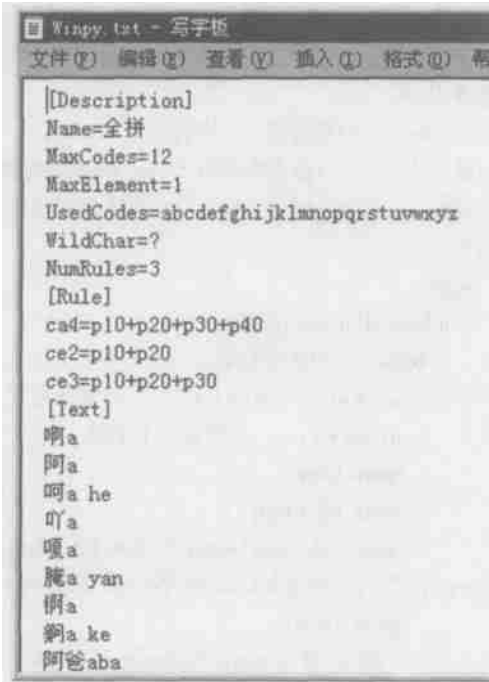 Winpy.txt - 写字板
文件(F) 编辑(E) 查看(V) 插入(I) 格式(O) 帮
[Description]
Name=全拼
MaxCodes=12
MaxElement=1
UsedCodes=abcdefghijklmnopqrstuvwxyz
WildChar=?
NumRules=3
[Rule]
ca4=p10+p20+p30+p40
ce2=p10+p20
ce3=p10+p20+p30
[Text]
啊a
阿a
呵a he
吖a
嗄a
腌a yan
锕a
a ke
阿爸aba